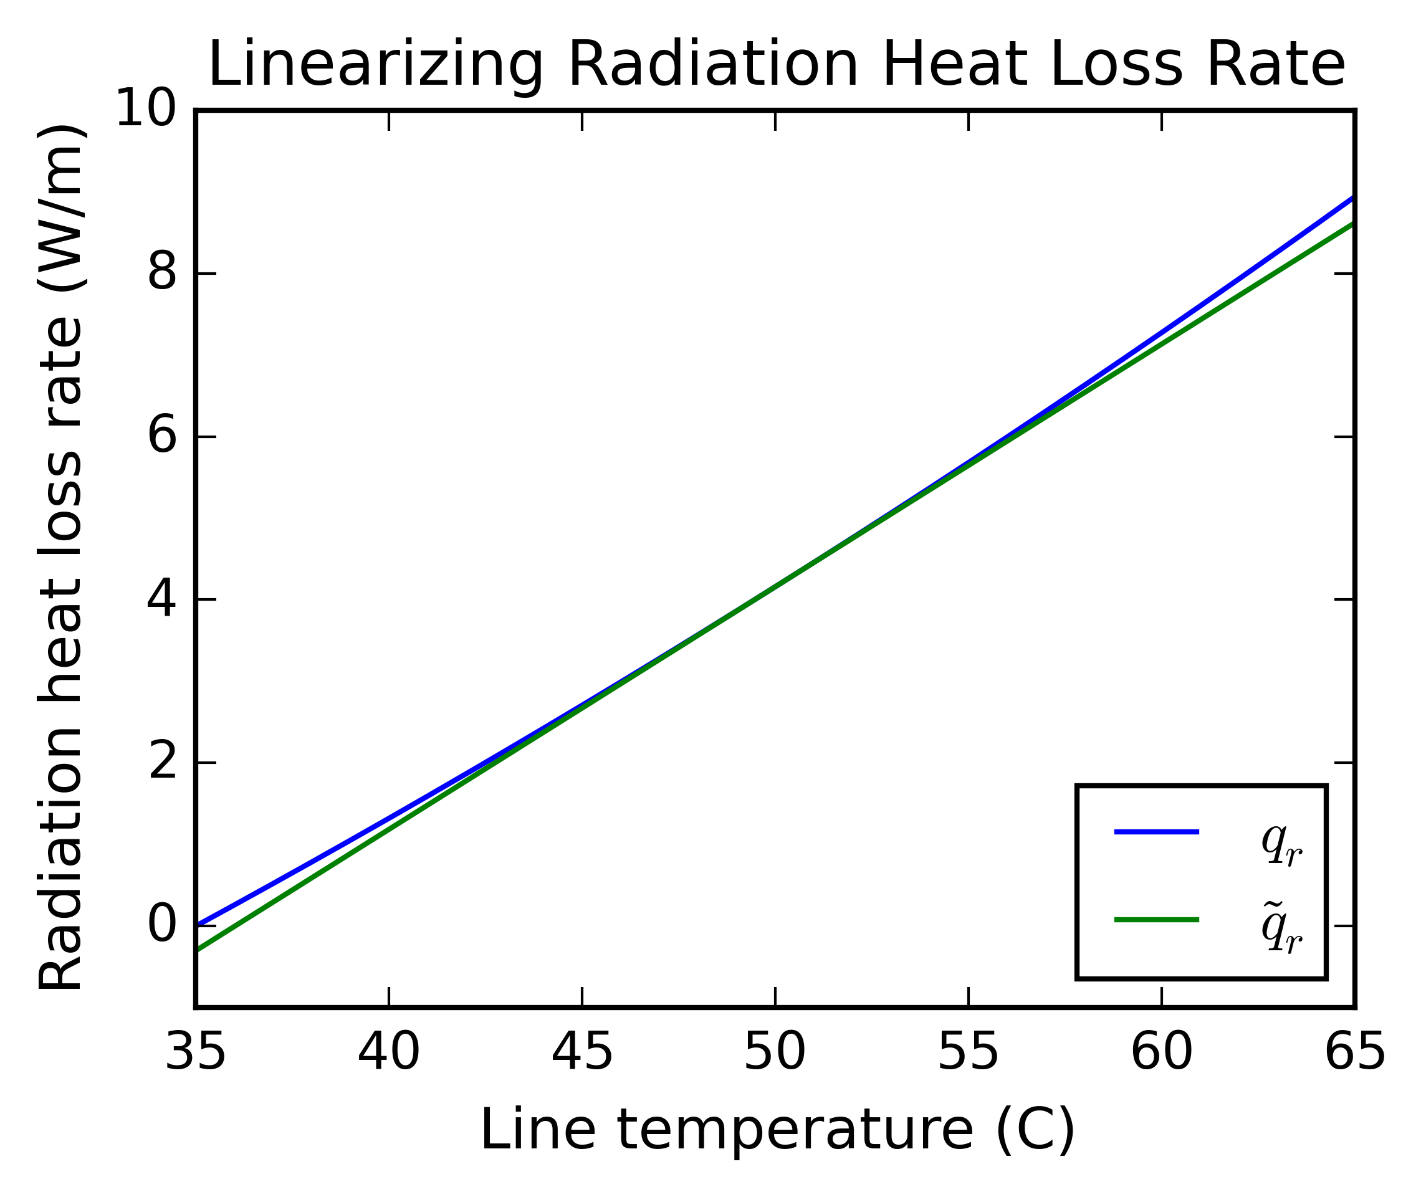 Linearizing Radiation Heat Loss Rate
Radiation heat loss rate (W/m)
10
8
6
4
2
0
q_r
q̃_r
35 40 45 50 55 60 65
Line temperature (C)